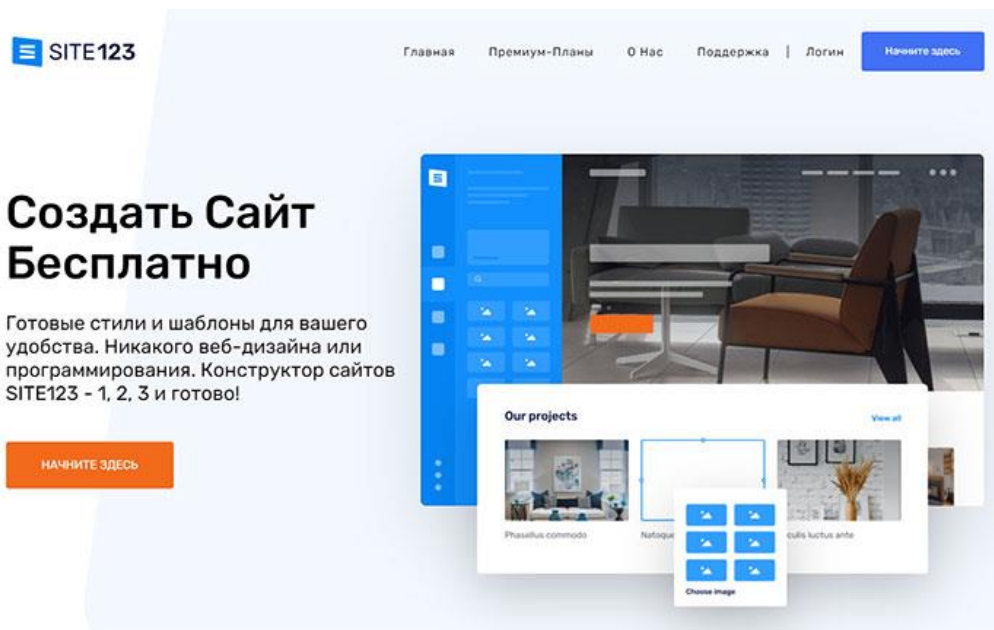 SITE123
Главная Премиум-Планы О Нас Поддержка | Логин Начните здесь
Создать Сайт
Бесплатно
Готовые стили и шаблоны для вашего
удобства. Никакого веб-дизайна или
программирования. Конструктор сайтов
SITE123 - 1, 2, 3 и готово!
НАЧНИТЕ ЗДЕСЬ
Our projects View all
Phasellus commodo Natoque culis luctus ante
Choose image